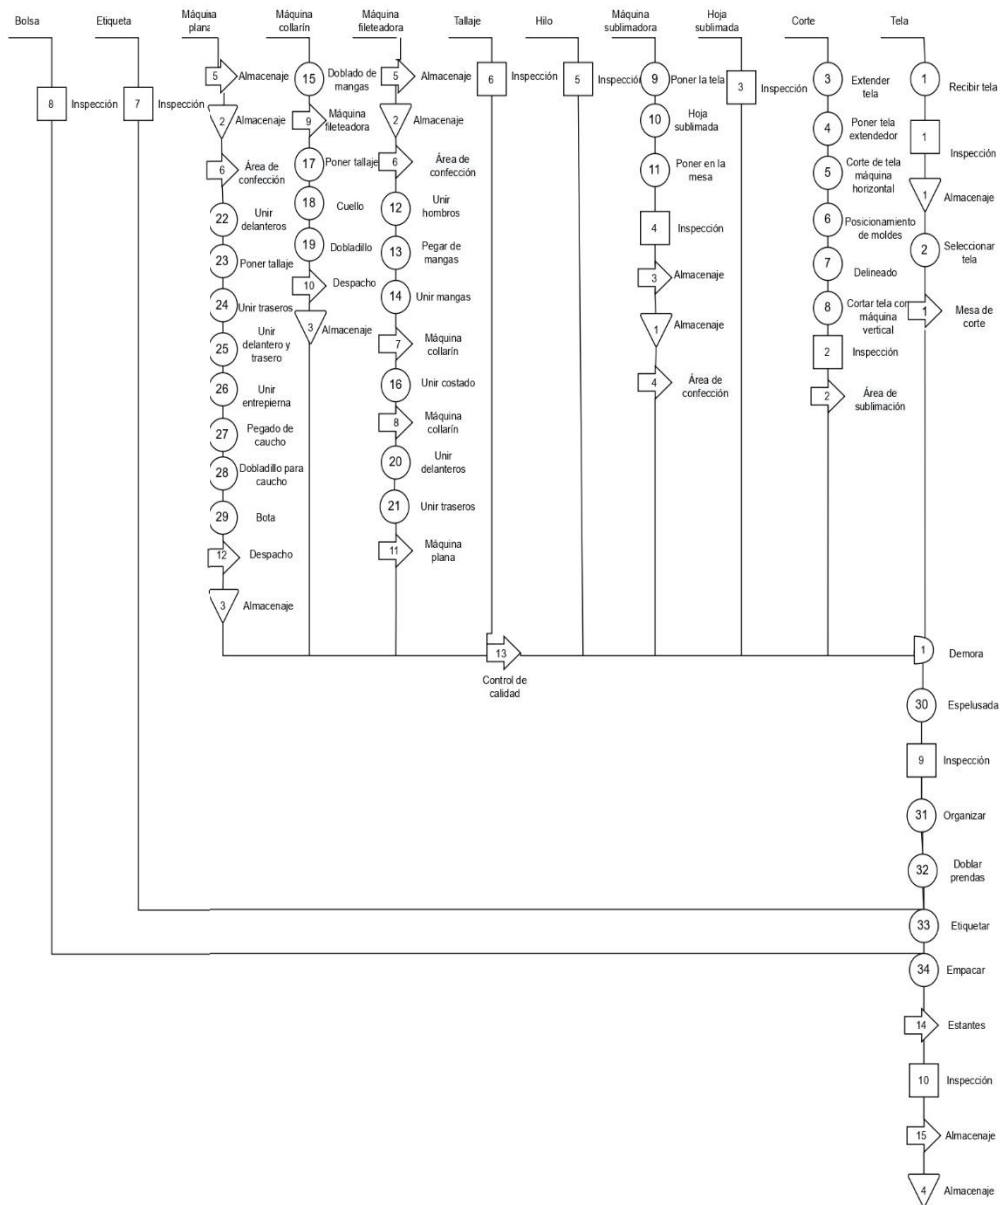 Bolsa
Etiqueta
Máquina
plana
Máquina
collarín
Máquina
fileteadora
Tallaje
Hilo
Máquina
sublimadora
Hoja
sublimada
Corte
Tela
8
Inspección
7
Inspección
5
Almacenaje
2
Almacenaje
6
Área de
confección
22
Unir
delanteros
23
Poner tallaje
24
Unir traseros
25
Unir
delantero y
trasero
26
Unir
entrepierna
27
Pegado de
caucho
28
Dobladillo para
caucho
29
Bota
12
Despacho
3
Almacenaje
15
Doblado de
mangas
9
Máquina
fileteadora
17
Poner tallaje
18
Cuello
19
Dobladillo
10
Despacho
3
Almacenaje
5
Almacenaje
2
Almacenaje
6
Área de
confección
12
Unir
hombros
13
Pegar de
mangas
14
Unir mangas
7
Máquina
collarín
16
Unir costado
8
Máquina
collarín
20
Unir
delanteros
21
Unir traseros
11
Máquina
plana
6
Inspección
13
Control de
calidad
5
Inspección
9
Poner la tela
10
Hoja
sublimada
11
Poner en la
mesa
4
Inspección
3
Almacenaje
1
Almacenaje
4
Área de
confección
3
Inspección
3
Extender
tela
4
Poner tela
extendedor
5
Corte de tela
máquina
horizontal
6
Posicionamiento
de moldes
7
Delineado
8
Cortar tela con
máquina
vertical
2
Inspección
2
Área de
sublimación
1
Recibir tela
1
Inspección
1
Almacenaje
2
Seleccionar
tela
1
Mesa de
corte
1
Demora
30
Espelusada
9
Inspección
31
Organizar
32
Doblar
prendas
33
Etiquetar
34
Empacar
14
Estantes
10
Inspección
15
Almacenaje
4
Almacenaje